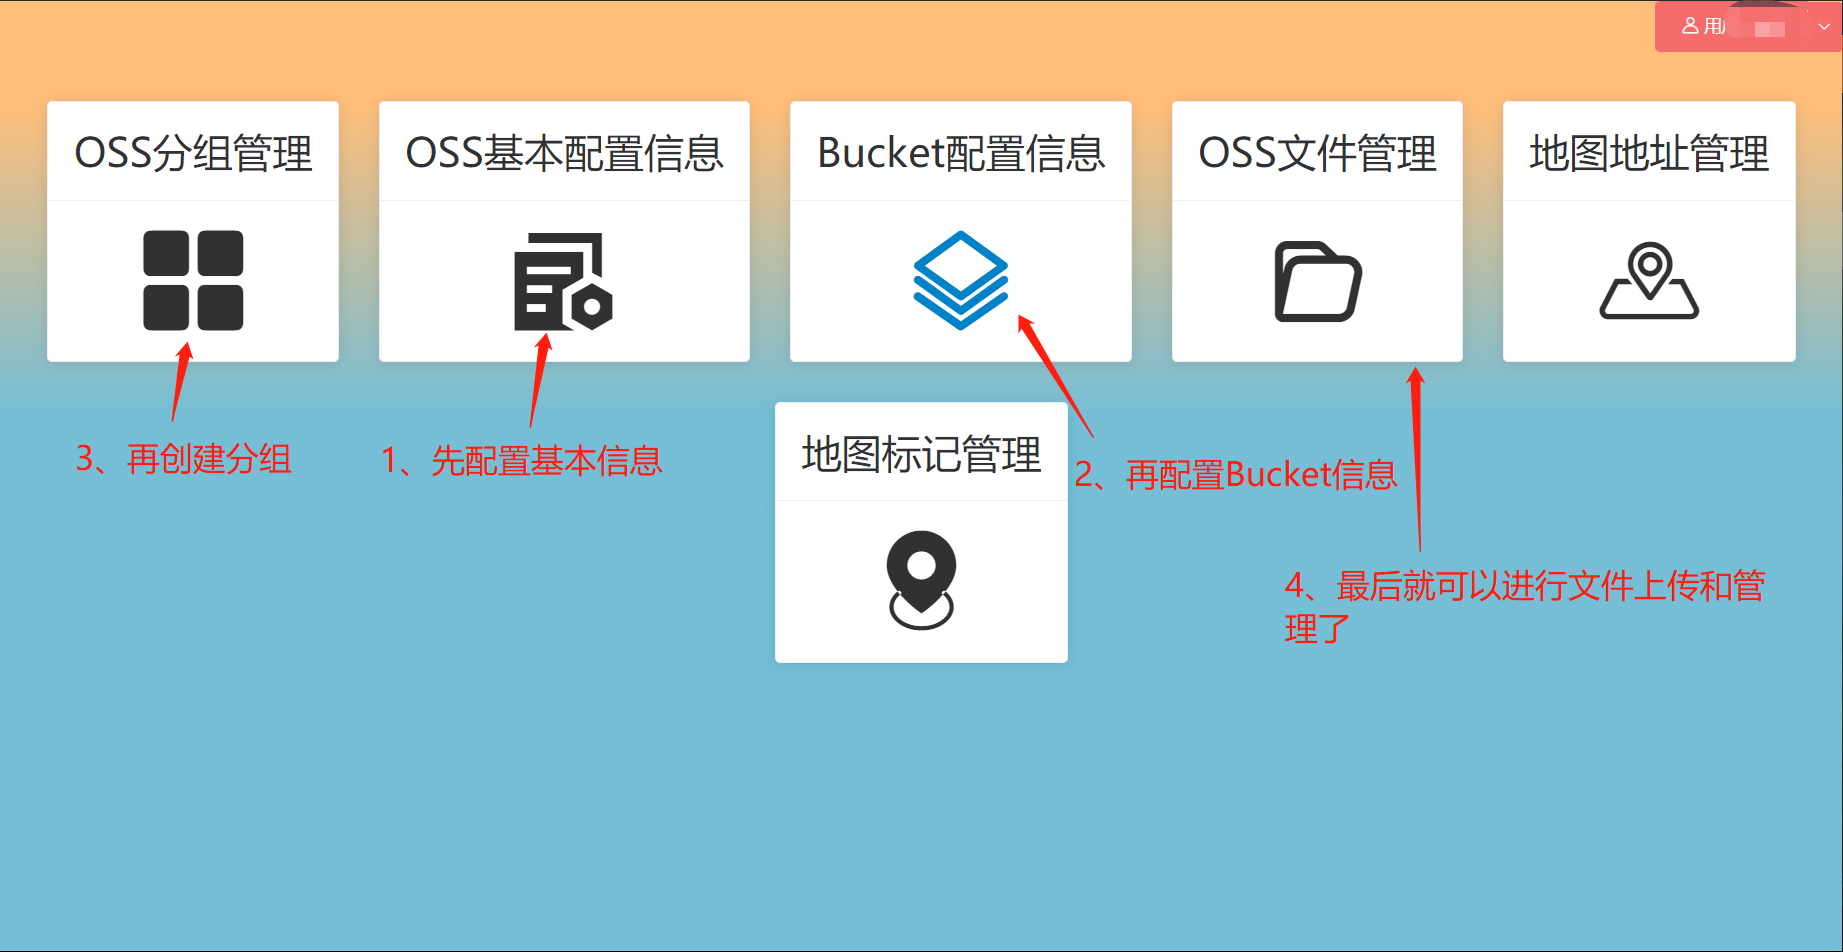 用
OSS分组管理
OSS基本配置信息
Bucket配置信息
OSS文件管理
地图地址管理
3、再创建分组
1、先配置基本信息
地图标记管理
2、再配置Bucket信息
4、最后就可以进行文件上传和管
理了